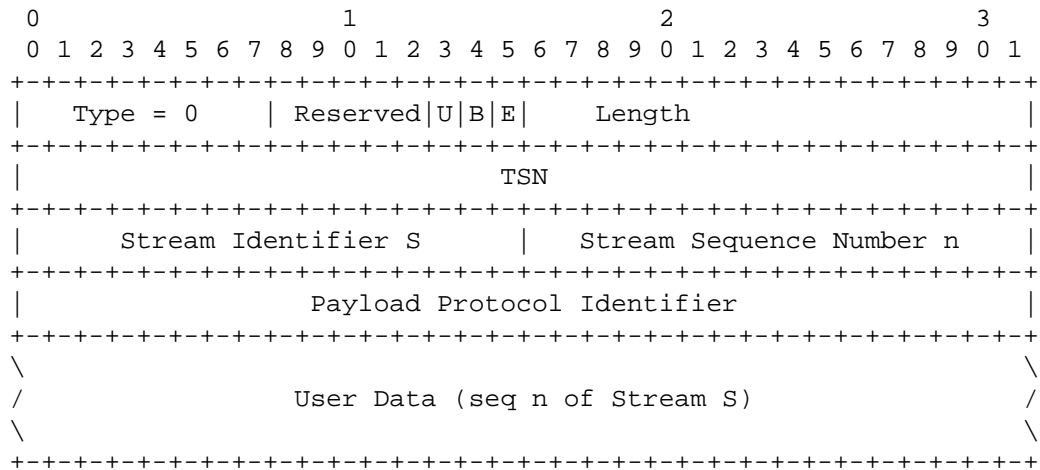 0                   1                   2                   3
 0 1 2 3 4 5 6 7 8 9 0 1 2 3 4 5 6 7 8 9 0 1 2 3 4 5 6 7 8 9 0 1
+-+-+-+-+-+-+-+-+-+-+-+-+-+-+-+-+-+-+-+-+-+-+-+-+-+-+-+-+-+-+-+-+
|   Type = 0    | Reserved|U|B|E|    Length                     |
+-+-+-+-+-+-+-+-+-+-+-+-+-+-+-+-+-+-+-+-+-+-+-+-+-+-+-+-+-+-+-+-+
|                              TSN                              |
+-+-+-+-+-+-+-+-+-+-+-+-+-+-+-+-+-+-+-+-+-+-+-+-+-+-+-+-+-+-+-+-+
|      Stream Identifier S      |   Stream Sequence Number n    |
+-+-+-+-+-+-+-+-+-+-+-+-+-+-+-+-+-+-+-+-+-+-+-+-+-+-+-+-+-+-+-+-+
|                  Payload Protocol Identifier                  |
+-+-+-+-+-+-+-+-+-+-+-+-+-+-+-+-+-+-+-+-+-+-+-+-+-+-+-+-+-+-+-+-+
\                                                               \
/                 User Data (seq n of Stream S)                 /
\                                                               \
+-+-+-+-+-+-+-+-+-+-+-+-+-+-+-+-+-+-+-+-+-+-+-+-+-+-+-+-+-+-+-+-+